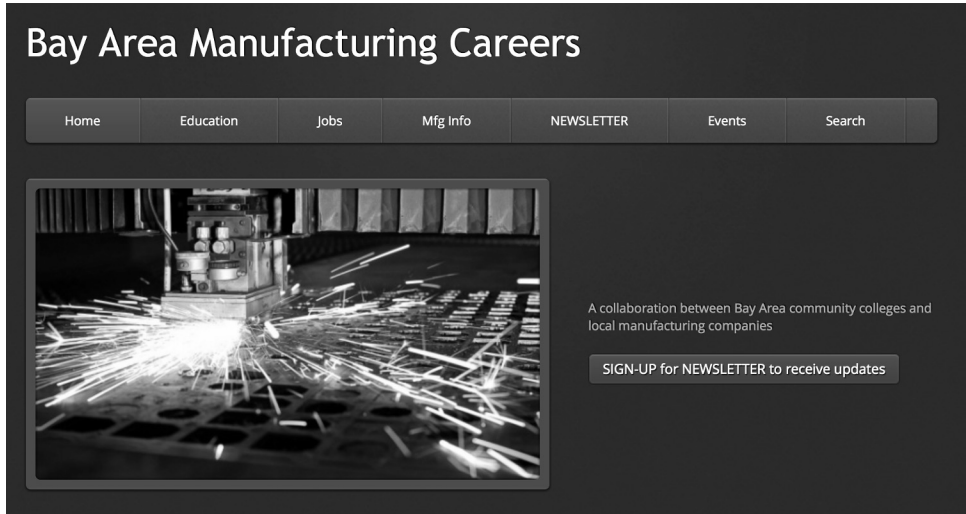 Bay Area Manufacturing Careers
Home Education Jobs Mfg Info NEWSLETTER Events Search
A collaboration between Bay Area community colleges and
local manufacturing companies
SIGN-UP for NEWSLETTER to receive updates